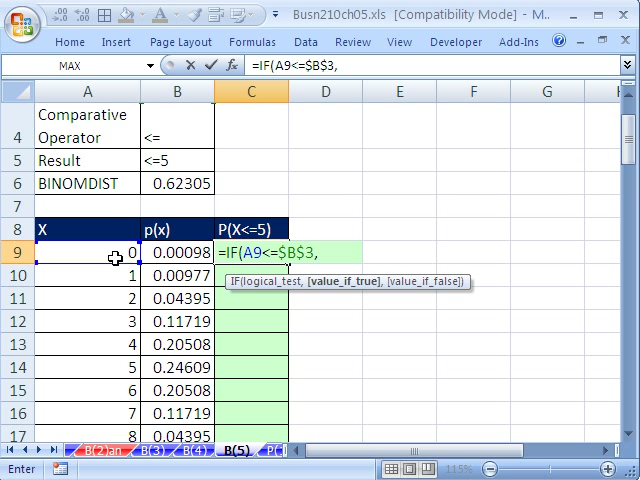 Busn210ch05.xls [Compatibility Mode] - M...
Home Insert Page Layout Formulas Data Review View Developer Add-Ins
MAX fx =IF(A9<=$B$3,
A B C D E F G
Comparative
4 Operator <=
5 Result <=5
6 BINOMDIST 0.62305
7
8 X p(x) P(X<=5)
9 0 0.00098 =IF(A9<=$B$3,
10 1 0.00977
IF(logical_test, [value_if_true], [value_if_false])
11 2 0.04395
12 3 0.11719
13 4 0.20508
14 5 0.24609
15 6 0.20508
16 7 0.11719
17 8 0.04395
B(2)an B(3) B(4) B(5)
Enter 115%